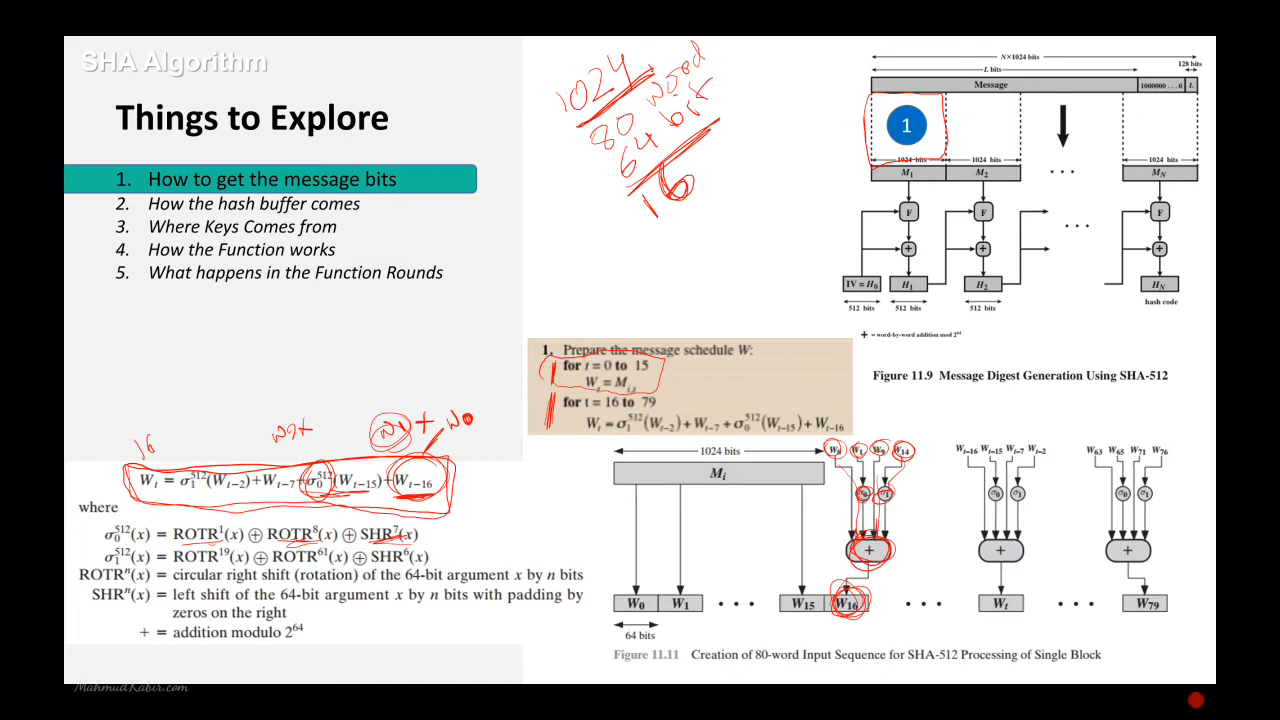 SHA Algorithm
Things to Explore
1. How to get the message bits
2. How the hash buffer comes
3. Where Keys Comes from
4. How the Function works
5. What happens in the Function Rounds
1024
80 word
64 bit
16
N×1024 bits
L bits
128 bits
Message
1000000 . . . 0
L
1
1024 bits
1024 bits
1024 bits
M1
M2
• • •
MN
F
F
F
• • •
+
+
+
IV = H0
H1
H2
HN
512 bits
512 bits
512 bits
hash code
+ = word-by-word addition mod 2^64
Figure 11.9 Message Digest Generation Using SHA-512
1. Prepare the message schedule W:
for t = 0 to 15
Wt = Mi,t
for t = 16 to 79
Wt = σ1^512(Wt−2) + Wt−7 + σ0^512(Wt−15) + Wt−16
16
+
Wt = σ1^512(Wt−2)+Wt−7+σ0^512(Wt−15)+Wt−16
where
σ0^512(x) = ROTR^1(x) ⊕ ROTR^8(x) ⊕ SHR^7(x)
σ1^512(x) = ROTR^19(x) ⊕ ROTR^61(x) ⊕ SHR^6(x)
ROTR^n(x) = circular right shift (rotation) of the 64-bit argument x by n bits
SHR^n(x) = left shift of the 64-bit argument x by n bits with padding by
zeros on the right
+ = addition modulo 2^64
1024 bits
Mi
W0 W1 W9 W14
Wt−16 Wt−15 Wt−7 Wt−2
W63 W65 W71 W76
σ0 σ1
σ0 σ1
σ0 σ1
+
+
+
W0 W1 • • • W15 W16 • • • Wt • • • W79
64 bits
Figure 11.11 Creation of 80-word Input Sequence for SHA-512 Processing of Single Block
MahmudKabir.com